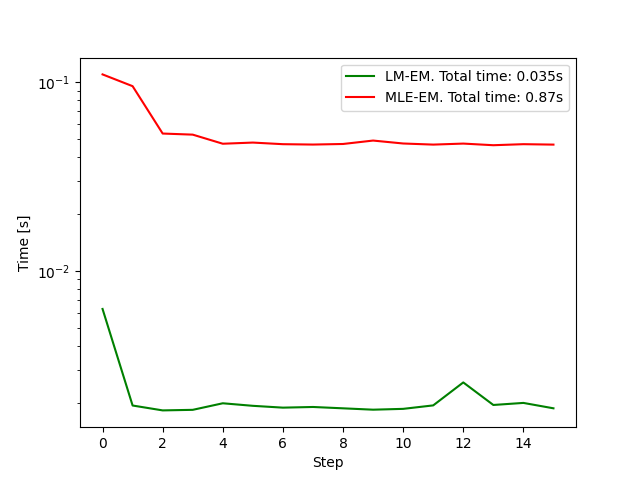 LM-EM. Total time: 0.035s
MLE-EM. Total time: 0.87s
10⁻¹
10⁻²
Time [s]
0 2 4 6 8 10 12 14
Step